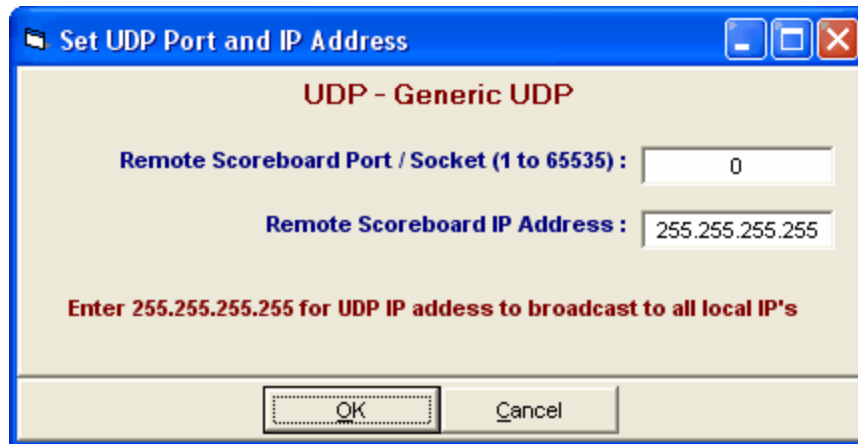 Set UDP Port and IP Address
UDP - Generic UDP
Remote Scoreboard Port / Socket (1 to 65535) : 0
Remote Scoreboard IP Address : 255.255.255.255
Enter 255.255.255.255 for UDP IP addess to broadcast to all local IP's
OK Cancel